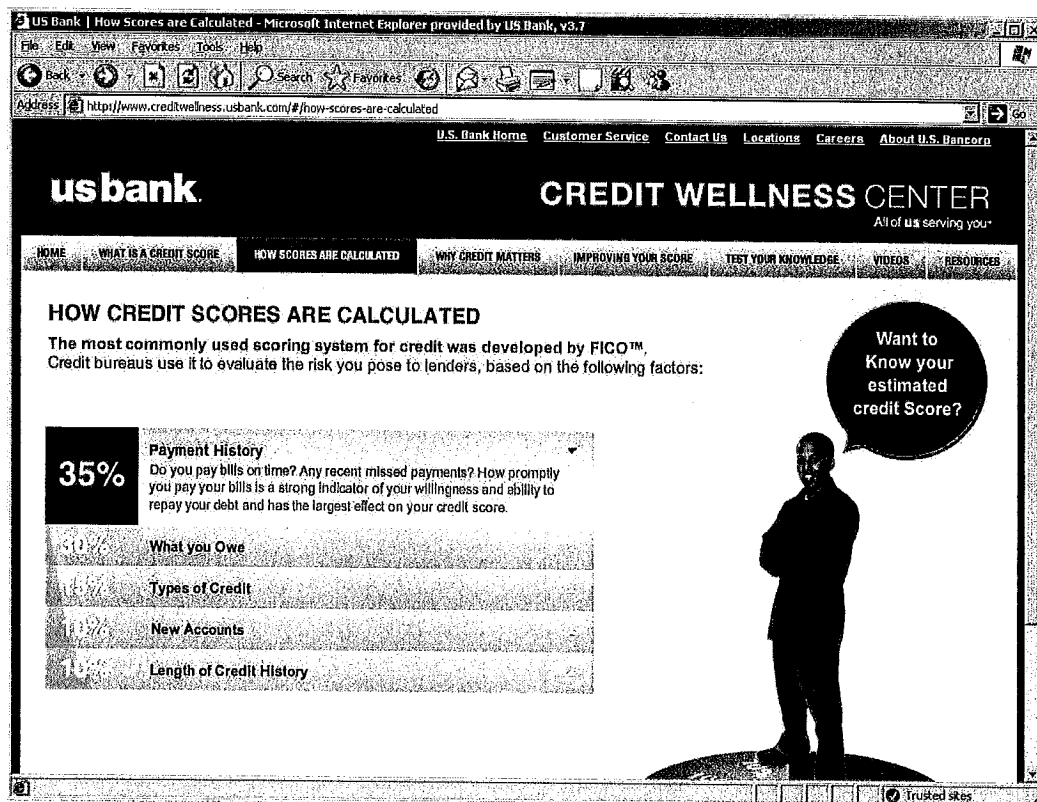 US Bank | How Scores are Calculated - Microsoft Internet Explorer provided by US Bank, v3.7
File Edit View Favorites Tools Help
Back Search Favorites
Address http://www.creditwellness.usbank.com/#/how-scores-are-calculated Go
U.S. Bank Home Customer Service Contact Us Locations Careers About U.S. Bancorp
usbank.
CREDIT WELLNESS CENTER
All of us serving you
HOME WHAT IS A CREDIT SCORE HOW SCORES ARE CALCULATED WHY CREDIT MATTERS IMPROVING YOUR SCORE TEST YOUR KNOWLEDGE VIDEOS RESOURCES
HOW CREDIT SCORES ARE CALCULATED
The most commonly used scoring system for credit was developed by FICO™.
Credit bureaus use it to evaluate the risk you pose to lenders, based on the following factors:
Want to
Know your
estimated
credit Score?
35%
Payment History
Do you pay bills on time? Any recent missed payments? How promptly
you pay your bills is a strong indicator of your willingness and ability to
repay your debt and has the largest effect on your credit score.
30% What you Owe
15% Types of Credit
10% New Accounts
10% Length of Credit History
Trusted sites